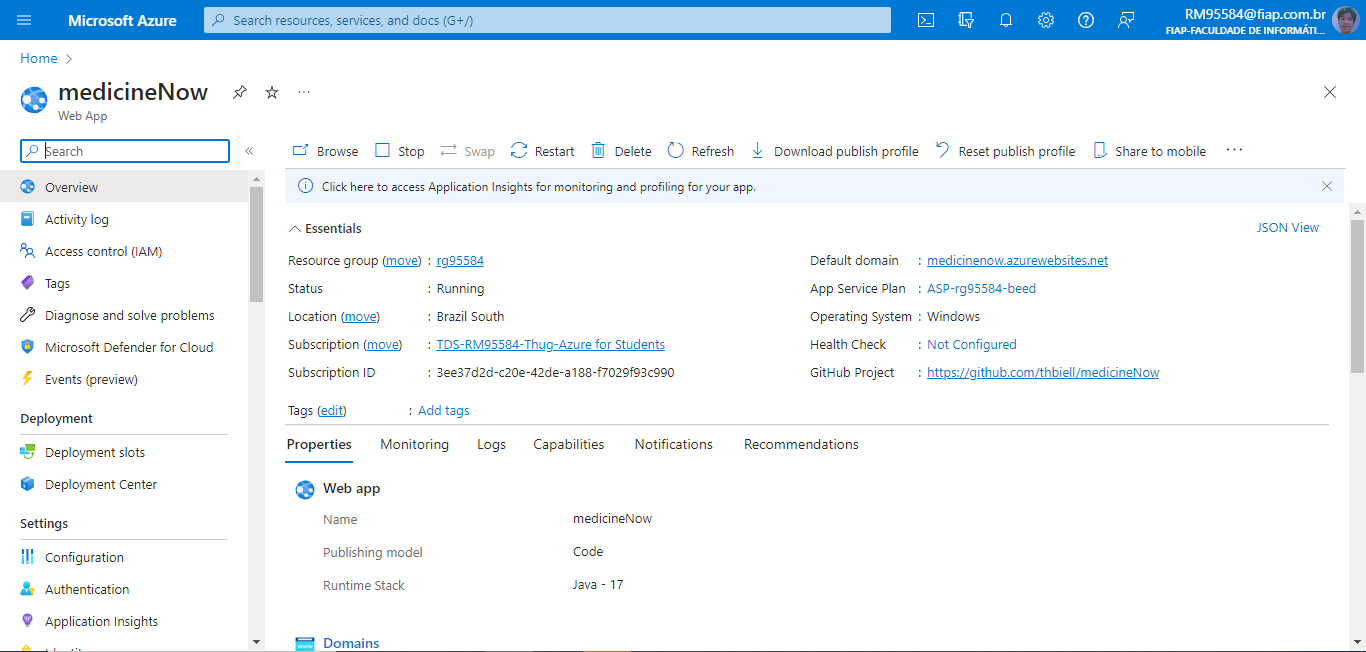 Microsoft Azure
Search resources, services, and docs (G+/)
RM95584@fiap.com.br
FIAP-FACULDADE DE INFORMÁTI...
Home
medicineNow
Web App
Search
Browse Stop Swap Restart Delete Refresh Download publish profile Reset publish profile Share to mobile
Click here to access Application Insights for monitoring and profiling for your app.
Overview
Activity log
Access control (IAM)
Tags
Diagnose and solve problems
Microsoft Defender for Cloud
Events (preview)
Deployment
Deployment slots
Deployment Center
Settings
Configuration
Authentication
Application Insights
Essentials
JSON View
Resource group (move) : rg95584
Status : Running
Location (move) : Brazil South
Subscription (move) : TDS-RM95584-Thug-Azure for Students
Subscription ID : 3ee37d2d-c20e-42de-a188-f7029f93c990
Default domain : medicinenow.azurewebsites.net
App Service Plan : ASP-rg95584-beed
Operating System : Windows
Health Check : Not Configured
GitHub Project : https://github.com/thbiell/medicineNow
Tags (edit) : Add tags
Properties Monitoring Logs Capabilities Notifications Recommendations
Web app
Name medicineNow
Publishing model Code
Runtime Stack Java - 17
Domains